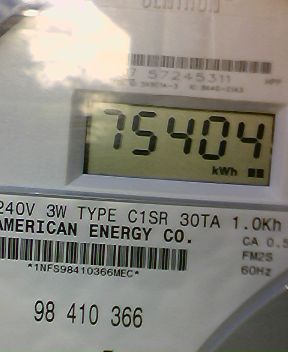 CENTRON
57245311
75404
kWh
240V 3W TYPE C1SR 30TA 1.0Kh
AMERICAN ENERGY CO.
CA 0.5
FM2S
60Hz
*1NFS98410366MEC*
98 410 366